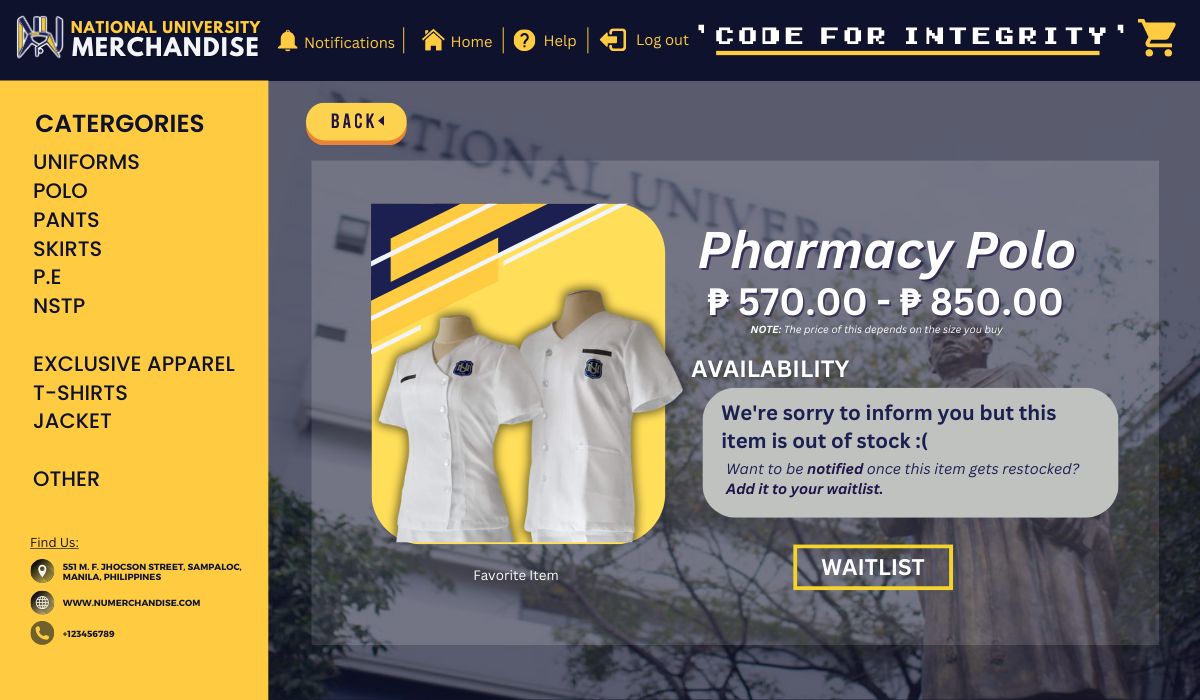 NATIONAL UNIVERSITY
MERCHANDISE
Notifications
Home
? Help
Log out
' CODE FOR INTEGRITY '
CATERGORIES
UNIFORMS
POLO
PANTS
SKIRTS
P.E
NSTP
EXCLUSIVE APPAREL
T-SHIRTS
JACKET
OTHER
Find Us:
551 M. F. JHOCSON STREET, SAMPALOC,
MANILA, PHILIPPINES
WWW.NUMERCHANDISE.COM
+123456789
BACK
NATIONAL UNIVERSITY
Pharmacy Polo
₱ 570.00 - ₱ 850.00
NOTE: The price of this depends on the size you buy
AVAILABILITY
We're sorry to inform you but this
item is out of stock :(
Want to be notified once this item gets restocked?
Add it to your waitlist.
Favorite Item
WAITLIST